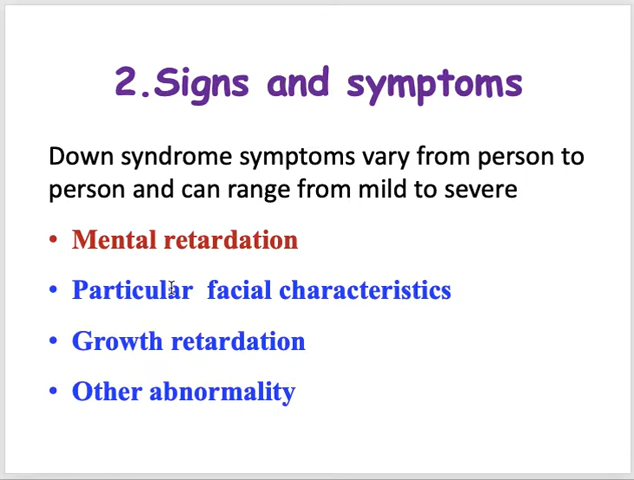 2.Signs and symptoms
Down syndrome symptoms vary from person to
person and can range from mild to severe
• Mental retardation
• Particular facial characteristics
• Growth retardation
• Other abnormality